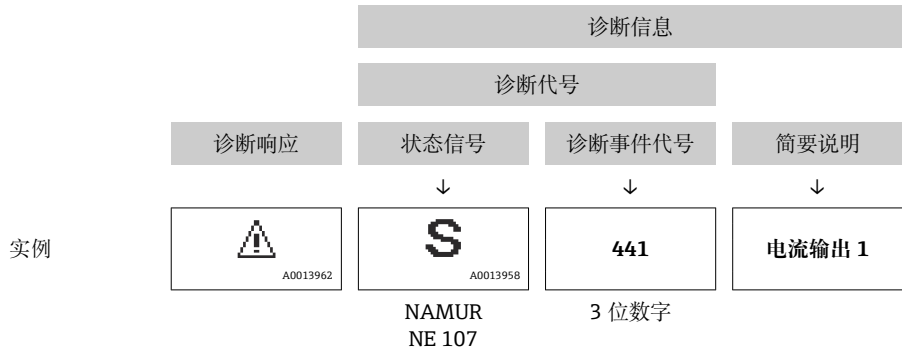 诊断信息
诊断代号
诊断响应 状态信号 诊断事件代号 简要说明
↓ ↓ ↓
实例 S 441 电流输出 1
A0013962 A0013958
NAMUR 3 位数字
NE 107